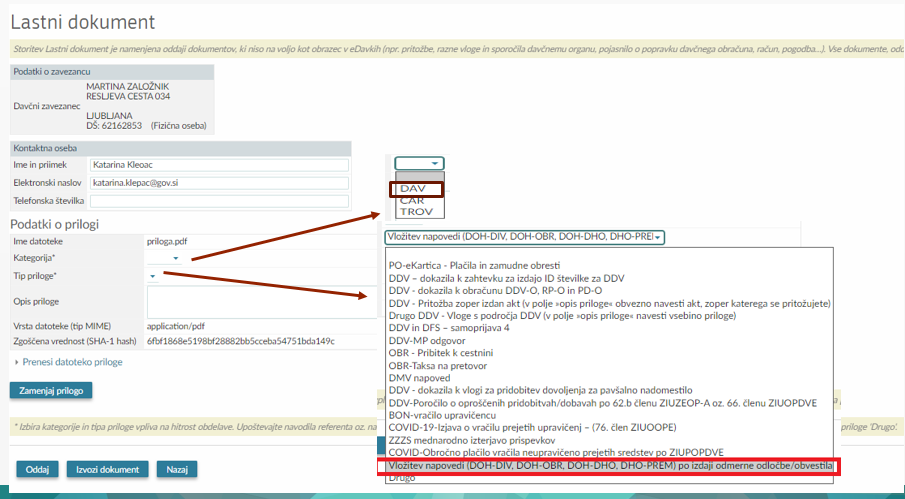 Lastni dokument
Storitev Lastni dokument je namenjena oddaji dokumentov, ki niso na voljo kot obrazec v eDavkih (npr. pritožbe, razne vloge in sporočila davčnemu organu, pojasnilo o popravku davčnega obračuna, račun, pogodba...). Vse dokumente,
Podatki o zavezancu
Davčni zavezanec
MARTINA ZALOŽNIK
RESLJEVA CESTA 034
LJUBLJANA
DŠ: 62162853 (Fizična oseba)
Kontaktna oseba
Ime in priimek Katarina Kleoac
Elektronski naslov katarina.klepac@gov.si
Telefonska številka
DAV
CAR
TROV
Podatki o prilogi
Ime datoteke priloga.pdf
Kategorija*
Tip priloge*
Opis priloge
Vrsta datoteke (tip MIME) application/pdf
Zgoščena vrednost (SHA-1 hash) 6fbf1868e5198bf28882bb5cceba54751bda149c
Prenesi datoteko priloge
Zamenjaj prilogo
Vložitev napovedi (DOH-DIV, DOH-OBR, DOH-DHO, DHO-PREI
PO-eKartica - Plačila in zamudne obresti
DDV – dokazila k zahtevku za izdajo ID številke za DDV
DDV - dokazila k obračunu DDV-O, RP-O in PD-O
DDV - Pritožba zoper izdan akt (v polje »opis priloge« obvezno navesti akt, zoper katerega se pritožujete)
Drugo DDV - Vloge s področja DDV (v polje »opis priloge« navesti vsebino priloge)
DDV in DFS – samoprijava 4
DDV-MP odgovor
OBR - Pribitek k cestnini
OBR-Taksa na pretovor
DMV napoved
DDV - dokazila k vlogi za pridobitev dovoljenja za pavšalno nadomestilo
DDV-Poročilo o oproščenih pridobitvah/dobavah po 62.b členu ZIUZEOP-A oz. 66. členu ZIUOPDVE
BON-vračilo upravičencu
COVID-19-Izjava o vračilu prejetih upravičenj – (76. člen ZIUOOPE)
ZZZS mednarodno izterjavo prispevkov
COVID-Obročno plačilo vračila neupravičeno prejetih sredstev po ZIUPOPDVE
Vložitev napovedi (DOH-DIV, DOH-OBR, DOH-DHO, DHO-PREM) po izdaji odmerne odločbe/obvestila
Drugo
* Izbira kategorije in tipa priloge vpliva na hitrost obdelave. Upoštevajte navodila referenta oz.
priloge 'Drugo'.
Oddaj Izvozi dokument Nazaj